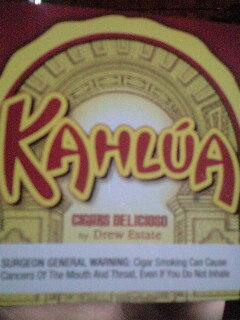 KAHLÚA
CIGARS DELICIOSO
by Drew Estate
SURGEON GENERAL WARNING: Cigar Smoking Can Cause
Cancers Of The Mouth And Throat, Even If You Do Not Inhale.